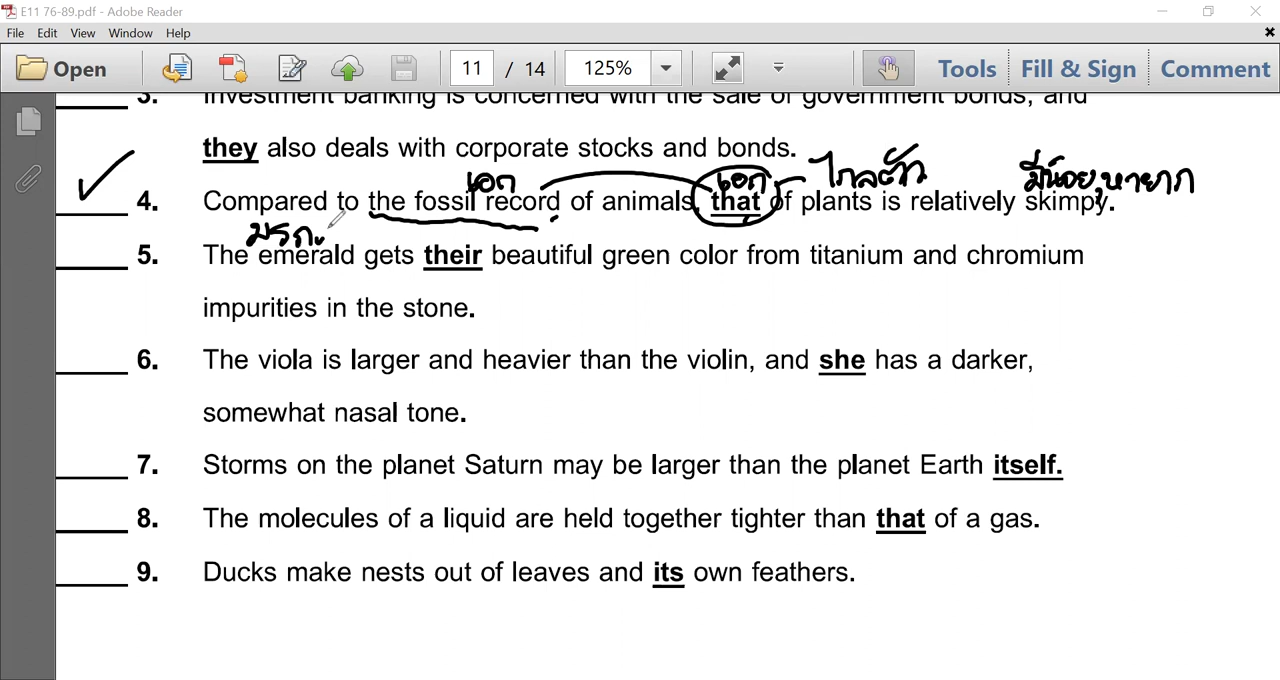 E11 76-89.pdf - Adobe Reader
File Edit View Window Help
Open 11 / 14 125% Tools Fill & Sign Comment
3. Investment banking is concerned with the sale of government bonds, and
they also deals with corporate stocks and bonds.
เอก เอก ไกลตัว มีน้อย, หายาก
4. Compared to the fossil record of animals, that of plants is relatively skimpy.
มรก
5. The emerald gets their beautiful green color from titanium and chromium
impurities in the stone.
6. The viola is larger and heavier than the violin, and she has a darker,
somewhat nasal tone.
7. Storms on the planet Saturn may be larger than the planet Earth itself.
8. The molecules of a liquid are held together tighter than that of a gas.
9. Ducks make nests out of leaves and its own feathers.